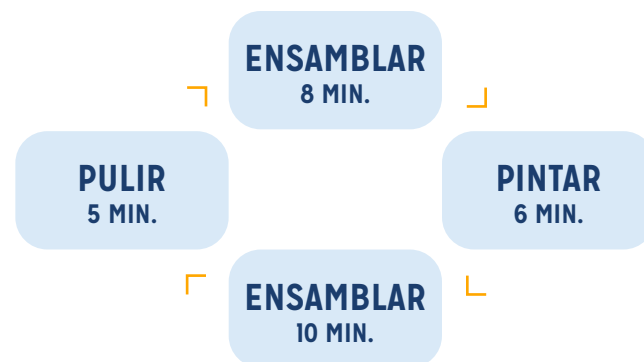 ENSAMBLAR
8 MIN.
PULIR
5 MIN.
PINTAR
6 MIN.
ENSAMBLAR
10 MIN.